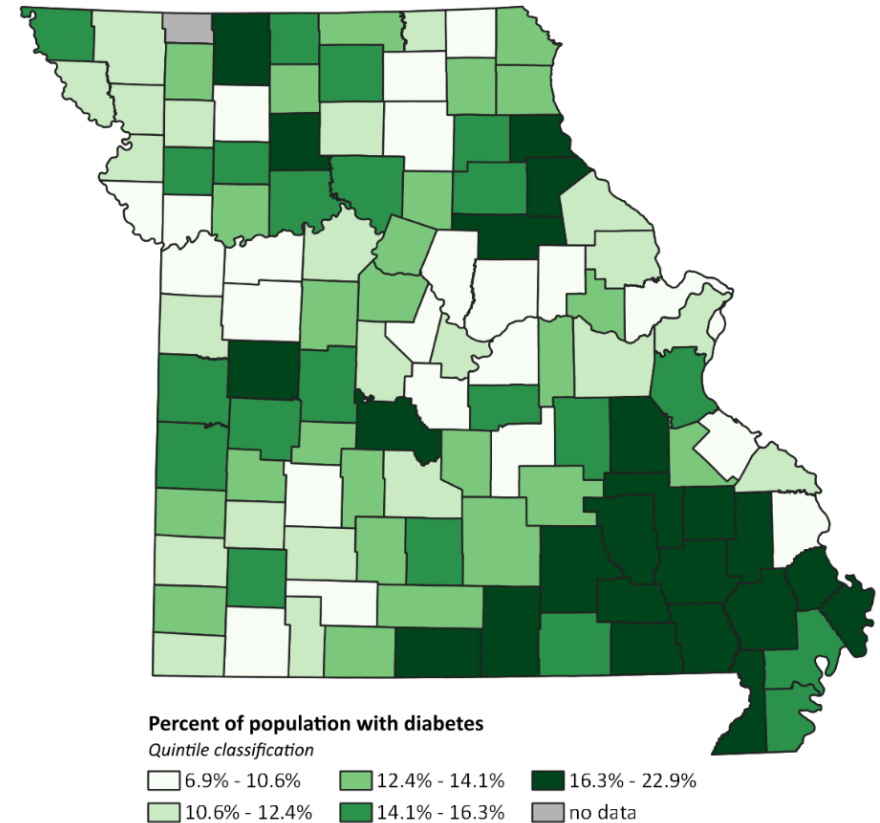 Percent of population with diabetes
Quintile classification
6.9% - 10.6%
12.4% - 14.1%
16.3% - 22.9%
10.6% - 12.4%
14.1% - 16.3%
no data